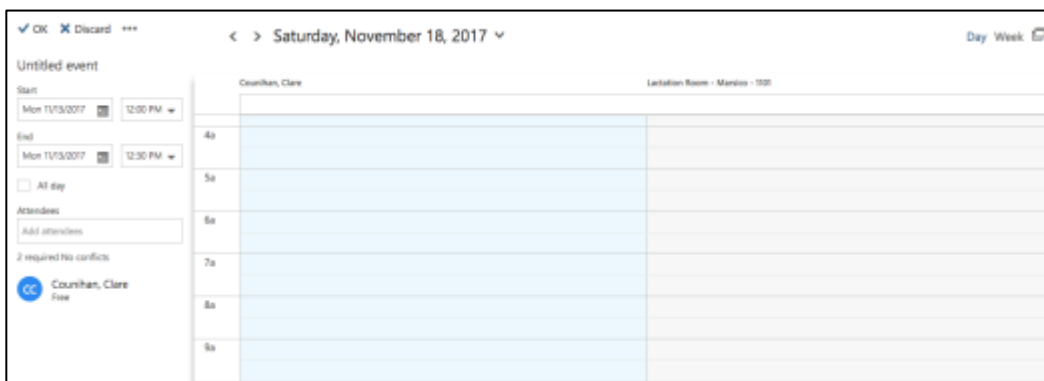 OK Discard •••
Untitled event
Start
Mon 11/13/2017 12:00 PM
End
Mon 11/13/2017 12:30 PM
All day
Attendees
Add attendees
2 required No conflicts
CC Counihan, Clare
Free
< > Saturday, November 18, 2017
Day Week
Counihan, Clare Lactation Room - Marsico - 1101
4a
5a
6a
7a
8a
9a